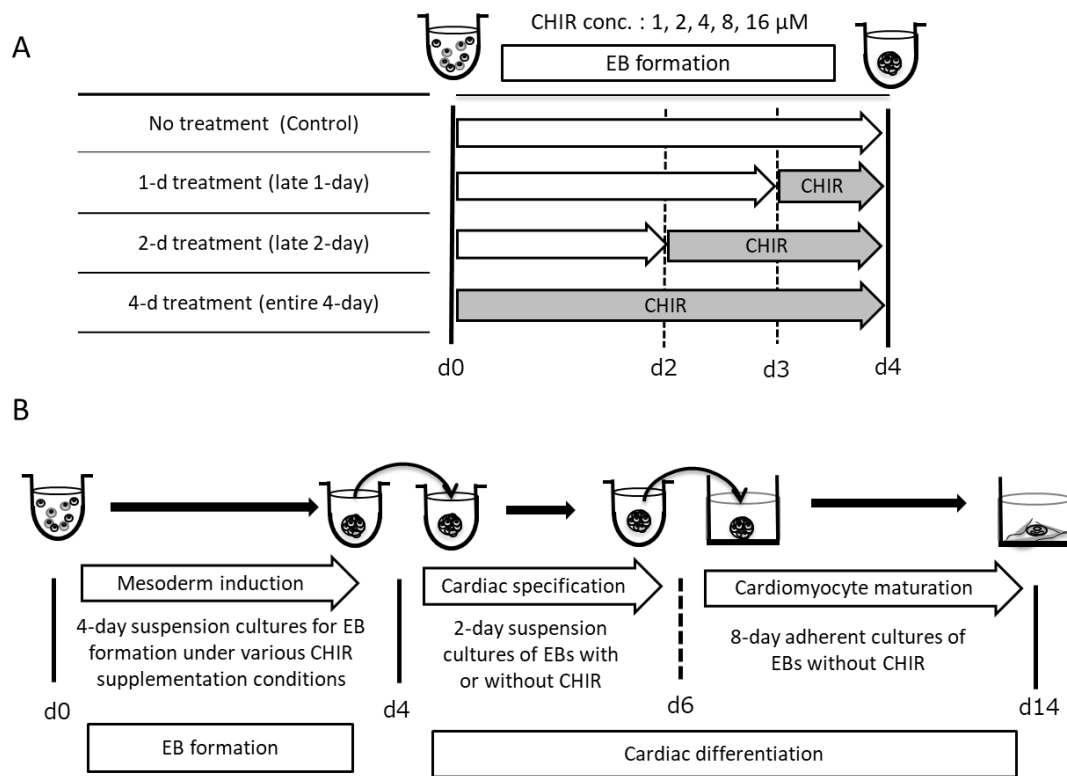 A
CHIR conc. : 1, 2, 4, 8, 16 µM
EB formation
No treatment (Control)
1-d treatment (late 1-day)
CHIR
2-d treatment (late 2-day)
CHIR
4-d treatment (entire 4-day)
CHIR
d0
d2
d3
d4
B
Mesoderm induction
Cardiac specification
Cardiomyocyte maturation
4-day suspension cultures for EB
formation under various CHIR
supplementation conditions
2-day suspension
cultures of EBs with
or without CHIR
8-day adherent cultures of
EBs without CHIR
d0
d4
d6
d14
EB formation
Cardiac differentiation